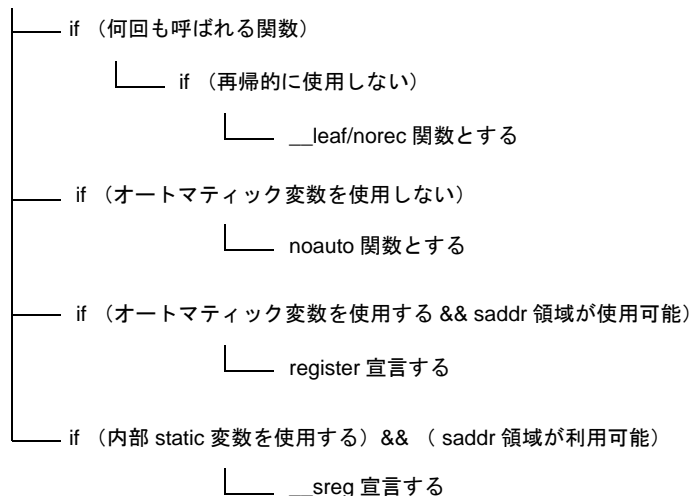 if （何回も呼ばれる関数）
if （再帰的に使用しない）
__leaf/norec 関数とする
if （オートマティック変数を使用しない）
noauto 関数とする
if （オートマティック変数を使用する && saddr 領域が使用可能）
register 宣言する
if （内部 static 変数を使用する）&& （ saddr 領域が利用可能）
__sreg 宣言する